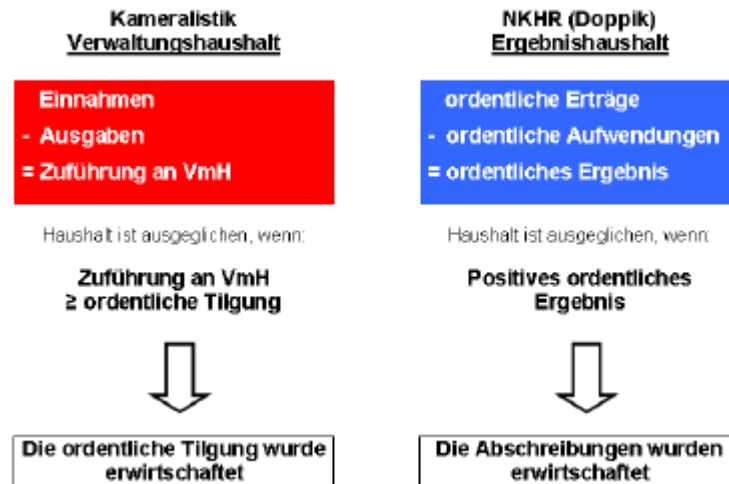 Kameralistik
Verwaltungshaushalt
Einnahmen
- Ausgaben
= Zuführung an VmH
Haushalt ist ausgeglichen, wenn:
Zuführung an VmH
≥ ordentliche Tilgung
Die ordentliche Tilgung wurde
erwirtschaftet
NKHR (Doppik)
Ergebnishaushalt
ordentliche Erträge
- ordentliche Aufwendungen
= ordentliches Ergebnis
Haushalt ist ausgeglichen, wenn:
Positives ordentliches
Ergebnis
Die Abschreibungen wurden
erwirtschaftet